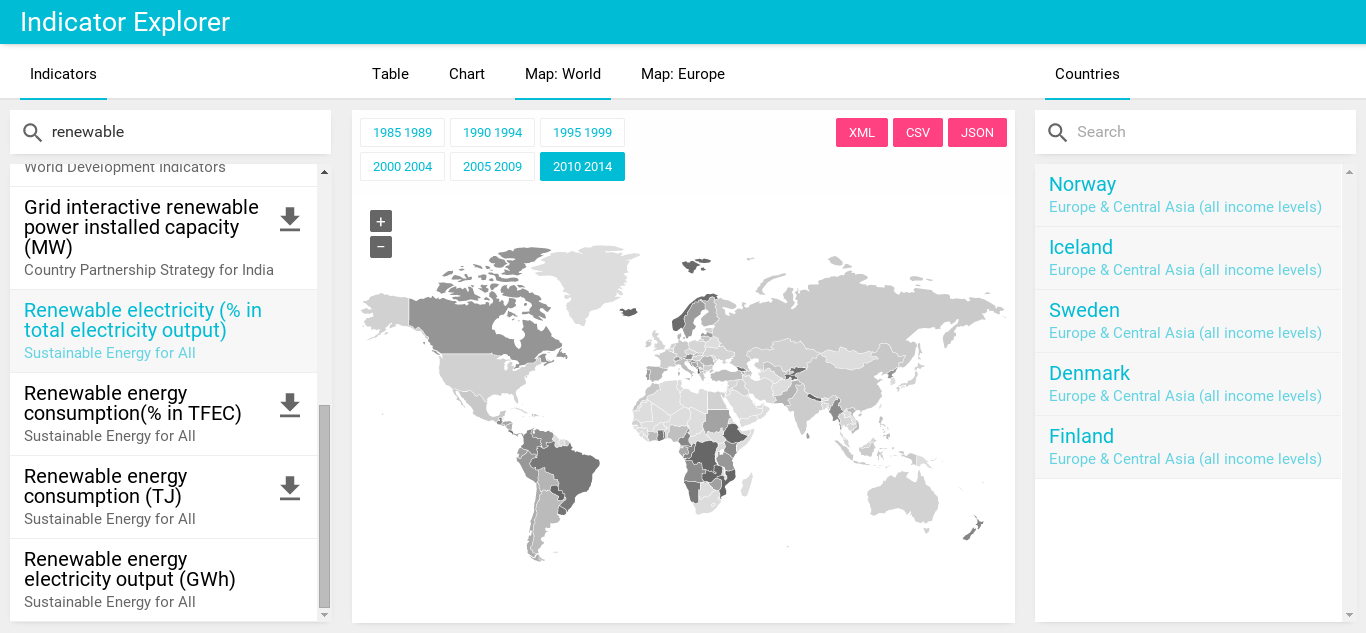 Indicator Explorer
Indicators
Table
Chart
Map: World
Map: Europe
Countries
renewable
World Development Indicators
Grid interactive renewable
power installed capacity
(MW)
Country Partnership Strategy for India
Renewable electricity (% in
total electricity output)
Sustainable Energy for All
Renewable energy
consumption(% in TFEC)
Sustainable Energy for All
Renewable energy
consumption (TJ)
Sustainable Energy for All
Renewable energy
electricity output (GWh)
Sustainable Energy for All
1985 1989
1990 1994
1995 1999
2000 2004
2005 2009
2010 2014
XML
CSV
JSON
+
−
Search
Norway
Europe & Central Asia (all income levels)
Iceland
Europe & Central Asia (all income levels)
Sweden
Europe & Central Asia (all income levels)
Denmark
Europe & Central Asia (all income levels)
Finland
Europe & Central Asia (all income levels)